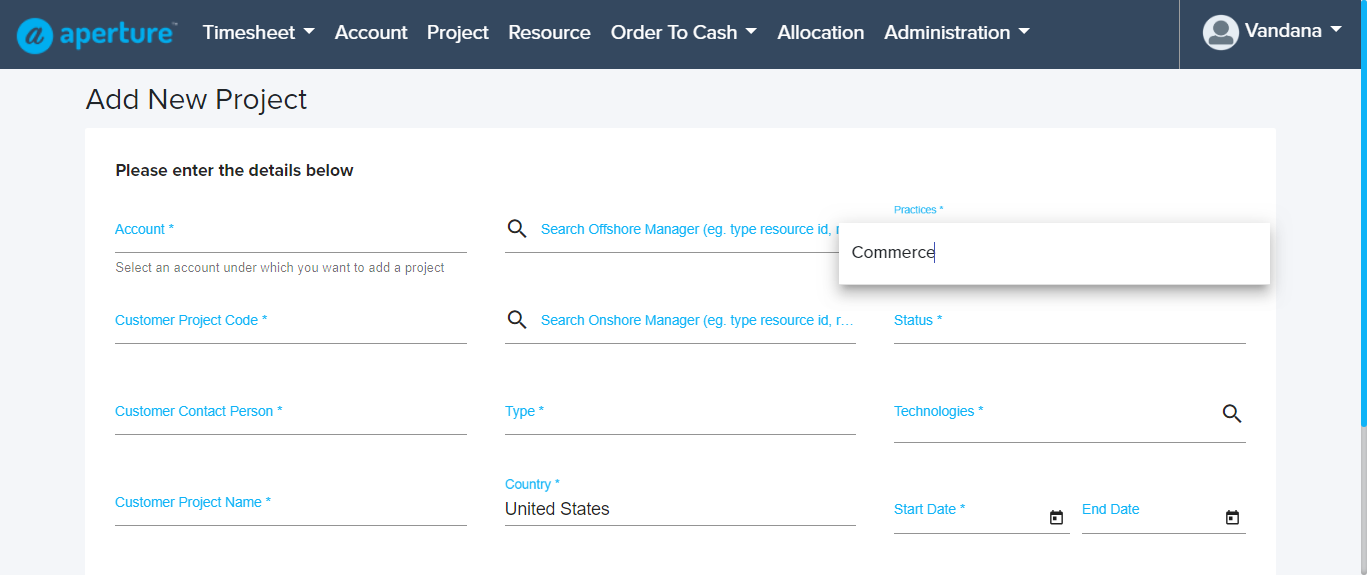 @ aperture™ Timesheet Account Project Resource Order To Cash Allocation Administration Vandana
Add New Project
Please enter the details below
Account *
Select an account under which you want to add a project
Search Offshore Manager (eg. type resource id,
Practices *
Commerce
Customer Project Code *
Search Onshore Manager (eg. type resource id, r...
Status *
Customer Contact Person *
Type *
Technologies *
Customer Project Name *
Country *
United States
Start Date *
End Date